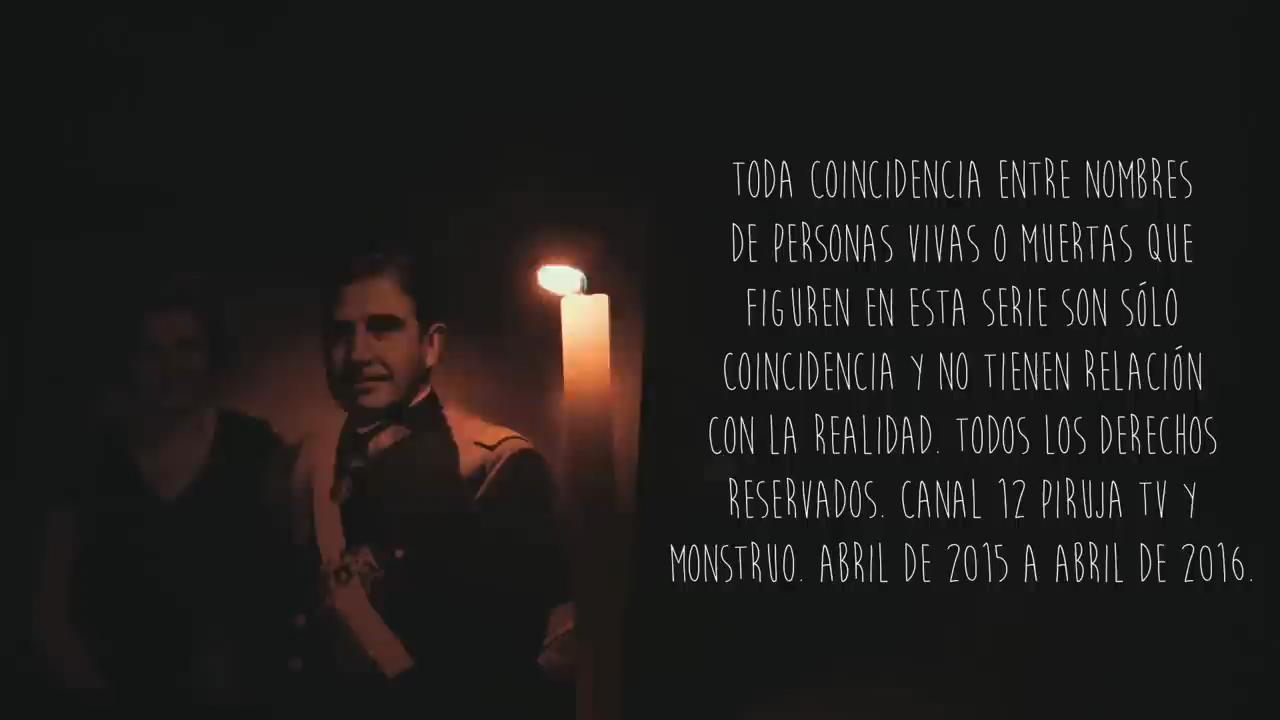 TODA COINCIDENCIA ENTRE NOMBRES
DE PERSONAS VIVAS O MUERTAS QUE
FIGUREN EN ESTA SERIE SON SÓLO
COINCIDENCIA Y NO TIENEN RELACIÓN
CON LA REALIDAD. TODOS LOS DERECHOS
RESERVADOS. CANAL 12 PIRUJA TV Y
MONSTRUO. ABRIL DE 2015 A ABRIL DE 2016.